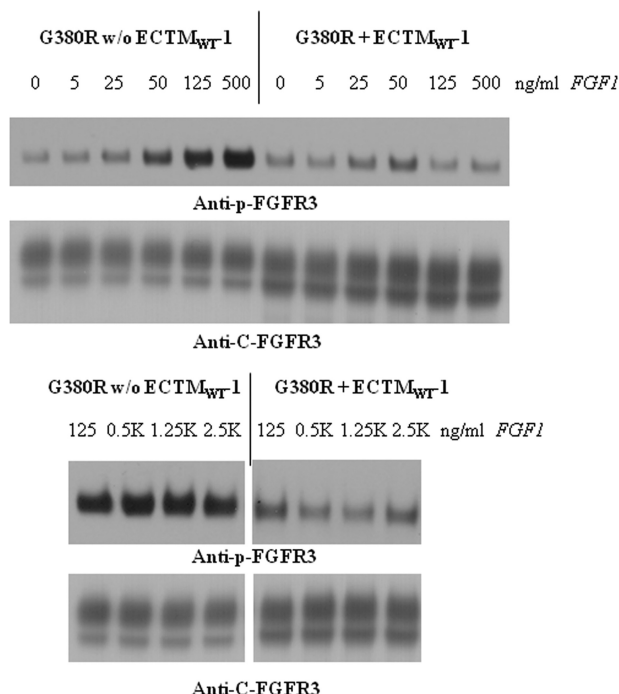 G380R w/o ECTMWT-1 G380R + ECTMWT-1
0 5 25 50 125 500 0 5 25 50 125 500 ng/ml FGF1
Anti-p-FGFR3
Anti-C-FGFR3
G380R w/o ECTMWT-1 G380R + ECTMWT-1
125 0.5K 1.25K 2.5K 125 0.5K 1.25K 2.5K ng/ml FGF1
Anti-p-FGFR3
Anti-C-FGFR3